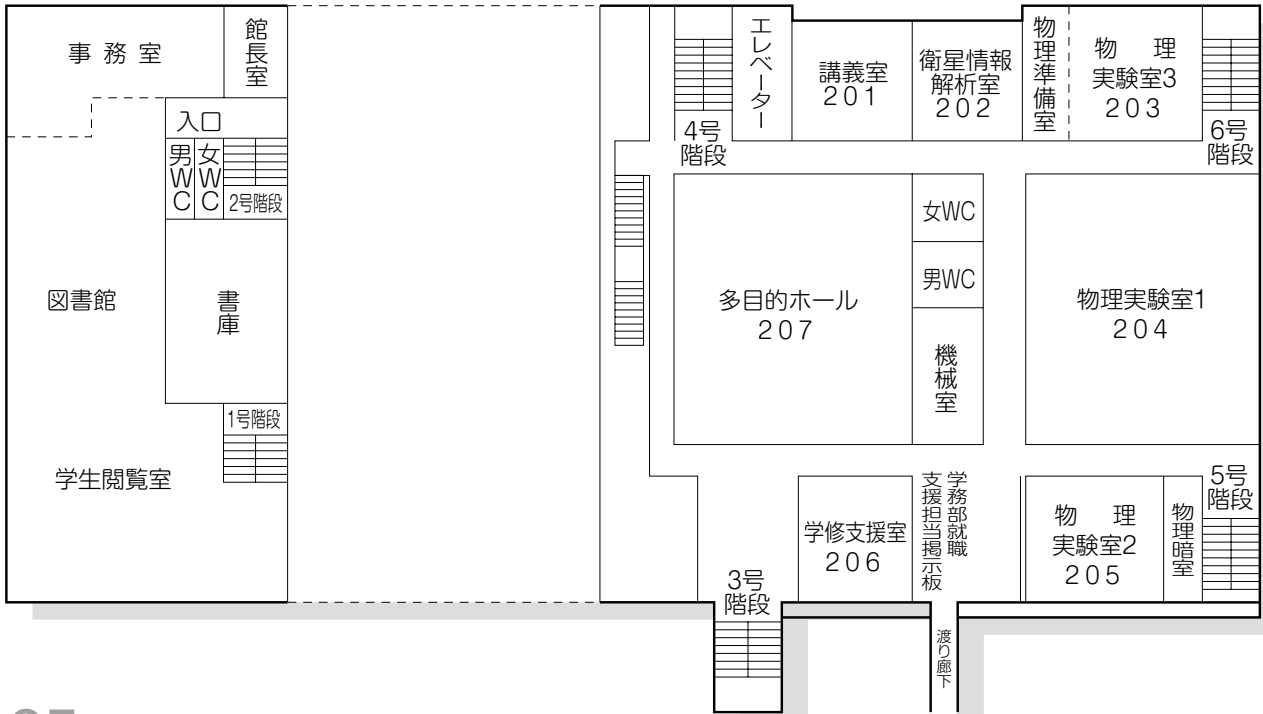 事務室
館長室
入口
男WC
女WC
2号階段
図書館
書庫
1号階段
学生閲覧室
4号
階段
エレベーター
講義室
201
衛星情報
解析室
202
物理準備室
物 理
実験室3
203
6号
階段
多目的ホール
207
女WC
男WC
機械室
物理実験室1
204
3号
階段
学修支援室
206
学務部就職
支援担当掲示板
物 理
実験室2
205
物理暗室
5号
階段
渡り廊下